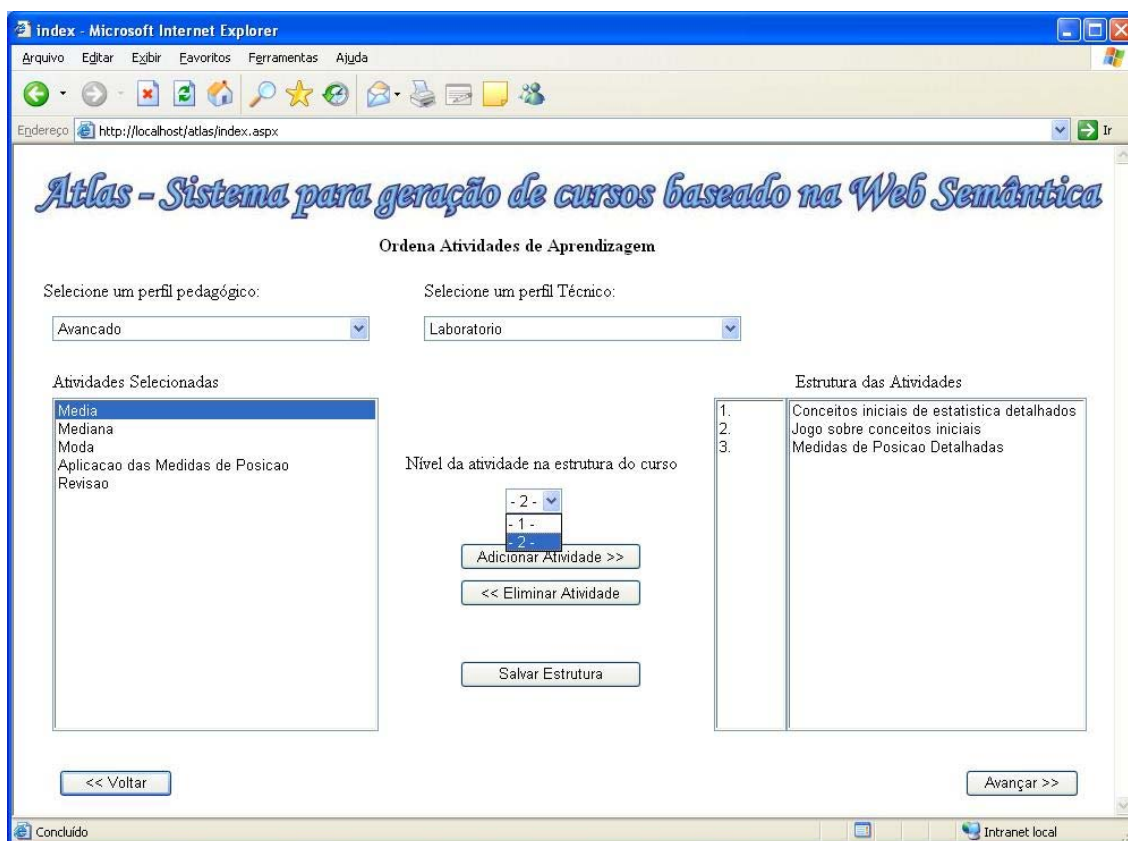 index - Microsoft Internet Explorer
Arquivo Editar Exibir Favoritos Ferramentas Ajuda
Endereço http://localhost/atlas/index.aspx Ir
Atlas - Sistema para geração de cursos baseado na Web Semântica
Ordena Atividades de Aprendizagem
Selecione um perfil pedagógico: Selecione um perfil Técnico:
Avancado Laboratorio
Atividades Selecionadas Estrutura das Atividades
Media 1. Conceitos iniciais de estatistica detalhados
Mediana 2. Jogo sobre conceitos iniciais
Moda 3. Medidas de Posicao Detalhadas
Aplicacao das Medidas de Posicao
Revisao
Nível da atividade na estrutura do curso
- 2 -
- 1 -
- 2 -
Adicionar Atividade >>
<< Eliminar Atividade
Salvar Estrutura
<< Voltar Avançar >>
Concluído Intranet local